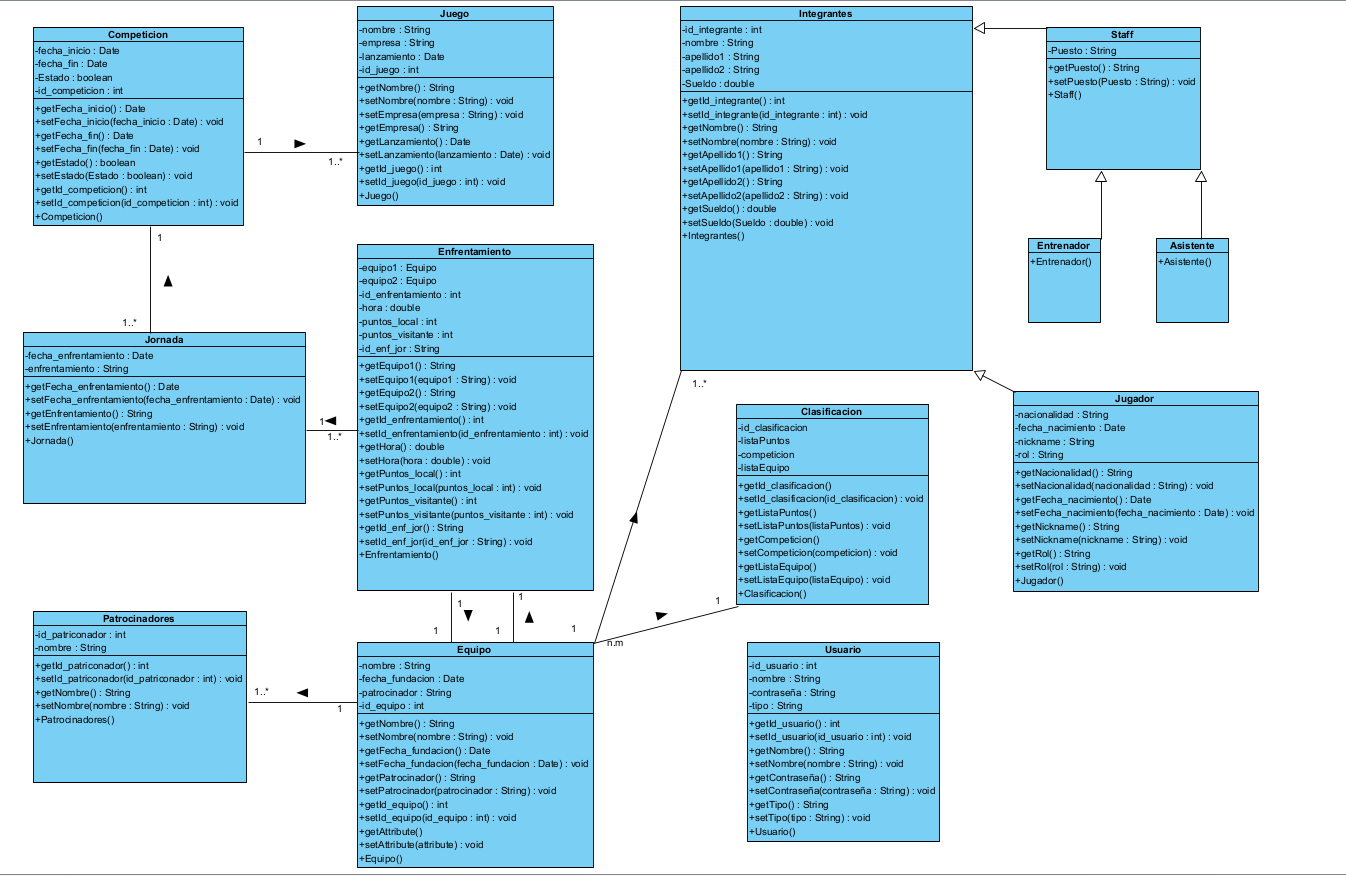 Competicion
-fecha_inicio : Date
-fecha_fin : Date
-Estado : boolean
-id_competicion : int
+getFecha_inicio() : Date
+setFecha_inicio(fecha_inicio : Date) : void
+getFecha_fin() : Date
+setFecha_fin(fecha_fin : Date) : void
+getEstado() : boolean
+setEstado(Estado : boolean) : void
+getId_competicion() : int
+setId_competicion(id_competicion : int) : void
+Competicion()
1
1..*
Juego
-nombre : String
-empresa : String
-lanzamiento : Date
-id_juego : int
+getNombre() : String
+setNombre(nombre : String) : void
+setEmpresa(empresa : String) : void
+getEmpresa() : String
+getLanzamiento() : Date
+setLanzamiento(lanzamiento : Date) : void
+getId_juego() : int
+setId_juego(id_juego : int) : void
+Juego()
Integrantes
-id_integrante : int
-nombre : String
-apellido1 : String
-apellido2 : String
-Sueldo : double
+getId_integrante() : int
+setId_integrante(id_integrante : int) : void
+getNombre() : String
+setNombre(nombre : String) : void
+getApellido1() : String
+setApellido1(apellido1 : String) : void
+getApellido2() : String
+setApellido2(apellido2 : String) : void
+getSueldo() : double
+setSueldo(Sueldo : double) : void
+Integrantes()
Staff
-Puesto : String
+getPuesto() : String
+setPuesto(Puesto : String) : void
+Staff()
Entrenador
+Entrenador()
Asistente
+Asistente()
1
1..*
Jornada
-fecha_enfrentamiento : Date
-enfrentamiento : String
+getFecha_enfrentamiento() : Date
+setFecha_enfrentamiento(fecha_enfrentamiento : Date) : void
+getEnfrentamiento() : String
+setEnfrentamiento(enfrentamiento : String) : void
+Jornada()
1
1..*
Enfrentamiento
-equipo1 : Equipo
-equipo2 : Equipo
-id_enfrentamiento : int
-hora : double
-puntos_local : int
-puntos_visitante : int
-id_enf_jor : String
+getEquipo1() : String
+setEquipo1(equipo1 : String) : void
+getEquipo2() : String
+setEquipo2(equipo2 : String) : void
+getId_enfrentamiento() : int
+setId_enfrentamiento(id_enfrentamiento : int) : void
+getHora() : double
+setHora(hora : double) : void
+getPuntos_local() : int
+setPuntos_local(puntos_local : int) : void
+getPuntos_visitante() : int
+setPuntos_visitante(puntos_visitante : int) : void
+getId_enf_jor() : String
+setId_enf_jor(id_enf_jor : String) : void
+Enfrentamiento()
1..*
Clasificacion
-id_clasificacion
-listaPuntos
-competicion
-listaEquipo
+getId_clasificacion()
+setId_clasificacion(id_clasificacion) : void
+getListaPuntos()
+setListaPuntos(listaPuntos) : void
+getCompeticion()
+setCompeticion(competicion) : void
+getListaEquipo()
+setListaEquipo(listaEquipo) : void
+Clasificacion()
Jugador
-nacionalidad : String
-fecha_nacimiento : Date
-nickname : String
-rol : String
+getNacionalidad() : String
+setNacionalidad(nacionalidad : String) : void
+getFecha_nacimiento() : Date
+setFecha_nacimiento(fecha_nacimiento : Date) : void
+getNickname() : String
+setNickname(nickname : String) : void
+getRol() : String
+setRol(rol : String) : void
+Jugador()
1
1
1
1
1
1
n.m
Patrocinadores
-id_patriconador : int
-nombre : String
+getId_patriconador() : int
+setId_patriconador(id_patriconador : int) : void
+getNombre() : String
+setNombre(nombre : String) : void
+Patrocinadores()
1..*
1
Equipo
-nombre : String
-fecha_fundacion : Date
-patrocinador : String
-id_equipo : int
+getNombre() : String
+setNombre(nombre : String) : void
+getFecha_fundacion() : Date
+setFecha_fundacion(fecha_fundacion : Date) : void
+getPatrocinador() : String
+setPatrocinador(patrocinador : String) : void
+getId_equipo() : int
+setId_equipo(id_equipo : int) : void
+getAttribute()
+setAttribute(attribute) : void
+Equipo()
Usuario
-id_usuario : int
-nombre : String
-contraseña : String
-tipo : String
+getId_usuario() : int
+setId_usuario(id_usuario : int) : void
+getNombre() : String
+setNombre(nombre : String) : void
+getContraseña() : String
+setContraseña(contraseña : String) : void
+getTipo() : String
+setTipo(tipo : String) : void
+Usuario()